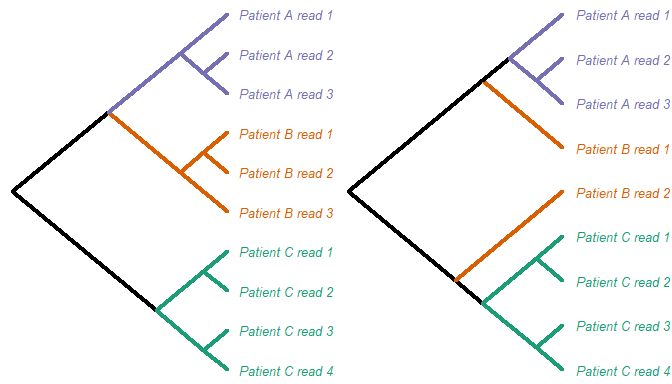 Patient A read 1
Patient A read 2
Patient A read 3
Patient B read 1
Patient B read 2
Patient B read 3
Patient C read 1
Patient C read 2
Patient C read 3
Patient C read 4
Patient A read 1
Patient A read 2
Patient A read 3
Patient B read 1
Patient B read 2
Patient C read 1
Patient C read 2
Patient C read 3
Patient C read 4